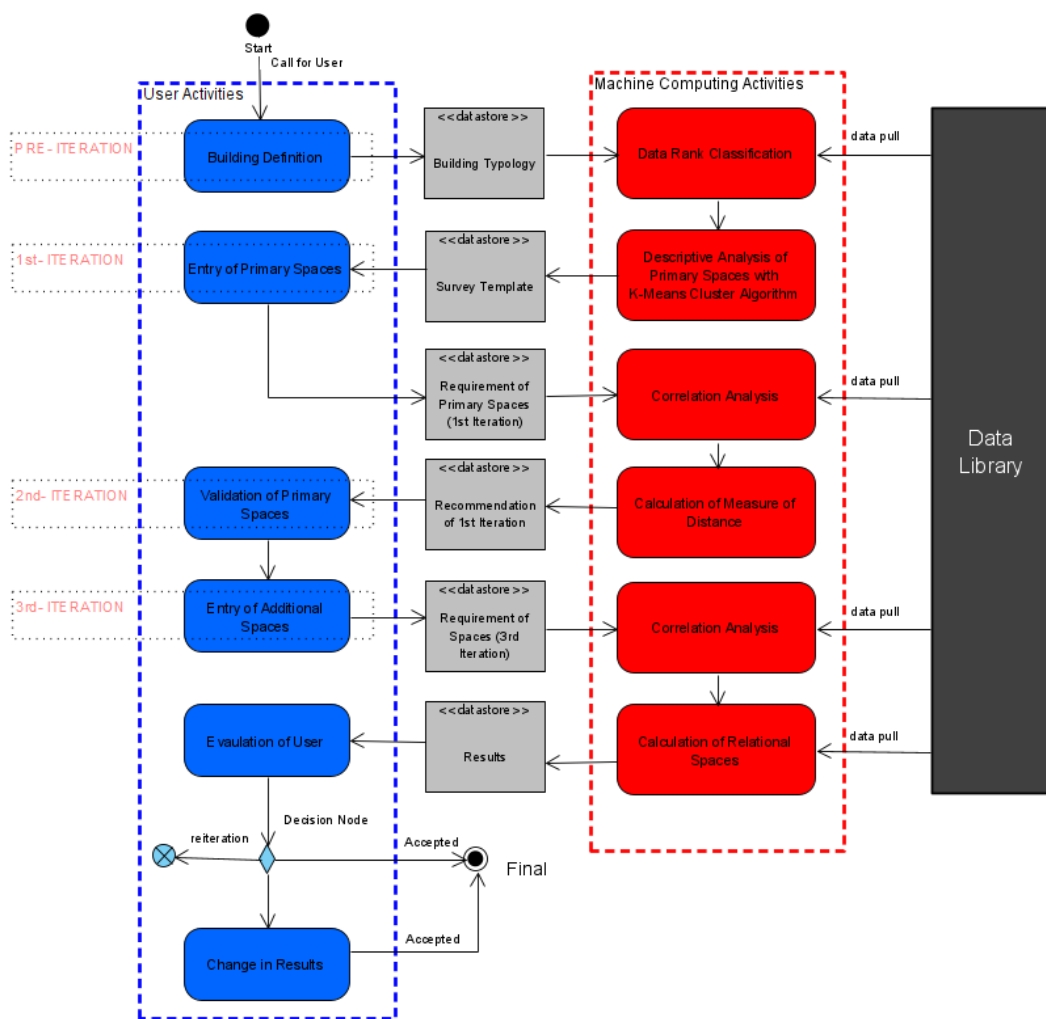 Start
Call for User
User Activities
Machine Computing Activities
PRE- ITERATION
Building Definition
<<datastore>>
Building Typology
Data Rank Classification
data pull
1st- ITERATION
Entry of Primary Spaces
<<datastore>>
Survey Template
Descriptive Analysis of
Primary Spaces with
K-Means Cluster Algorithm
<<datastore>>
Requirement of
Primary Spaces
(1st Iteration)
Correlation Analysis
data pull
Data
Library
2nd- ITERATION
Validation of Primary
Spaces
<<datastore>>
Recommendation
of 1st Iteration
Calculation of Measure of
Distance
3rd- ITERATION
Entry of Additional
Spaces
<<datastore>>
Requirement of
Spaces (3rd
Iteration)
Correlation Analysis
data pull
Evaulation of User
<<datastore>>
Results
Calculation of Relational
Spaces
data pull
Decision Node
reiteration
Accepted
Final
Change in Results
Accepted